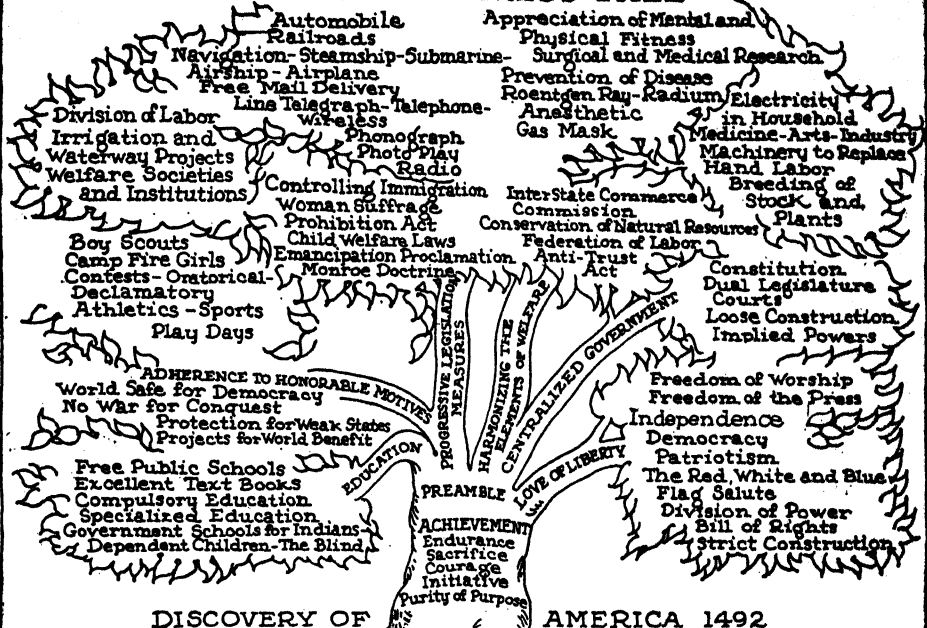 Automobile
Railroads
Navigation-Steamship-Submarine-
Airship-Airplane
Free Mail Delivery
Line Telegraph-Telephone-
Wireless
Phonograph
Photo Play
Radio
Appreciation of Mental and
Physical Fitness
Surgical and Medical Research
Prevention of Disease
Roentgen Ray-Radium
Anesthetic
Gas Mask
Electricity
in Household
Medicine-Arts-Industry
Machinery to Replace
Hand Labor
Breeding of
Stock and
Plants
Division of Labor
Irrigation and
Waterway Projects
Welfare Societies
and Institutions
Controlling Immigration
Woman Suffrage
Prohibition Act
Child Welfare Laws
Emancipation Proclamation
Monroe Doctrine
InterState Commerce
Commission
Conservation of Natural Resources
Federation of Labor
Anti-Trust
Act
Boy Scouts
Camp Fire Girls
Contests-Oratorical-
Declamatory
Athletics-Sports
Play Days
Constitution
Dual Legislature
Courts
Loose Construction
Implied Powers
ADHERENCE TO HONORABLE MOTIVES
World Safe for Democracy
No War for Conquest
Protection for Weak States
Projects for World Benefit
PROGRESSIVE LEGISLATION
MEASURES
HARMONIZING THE
ELEMENTS OF WELFARE
CENTRALIZED GOVERNMENT
Freedom of Worship
Freedom of the Press
Independence
Democracy
Patriotism
The Red, White and Blue
Flag Salute
Division of Power
Bill of Rights
Strict Construction
EDUCATION
Free Public Schools
Excellent Text Books
Compulsory Education
Specialized Education
Government Schools for Indians-
Dependent Children-The Blind
LOVE OF LIBERTY
PREAMBLE
ACHIEVEMENT
Endurance
Sacrifice
Courage
Initiative
Purity of Purpose
DISCOVERY OF AMERICA 1492